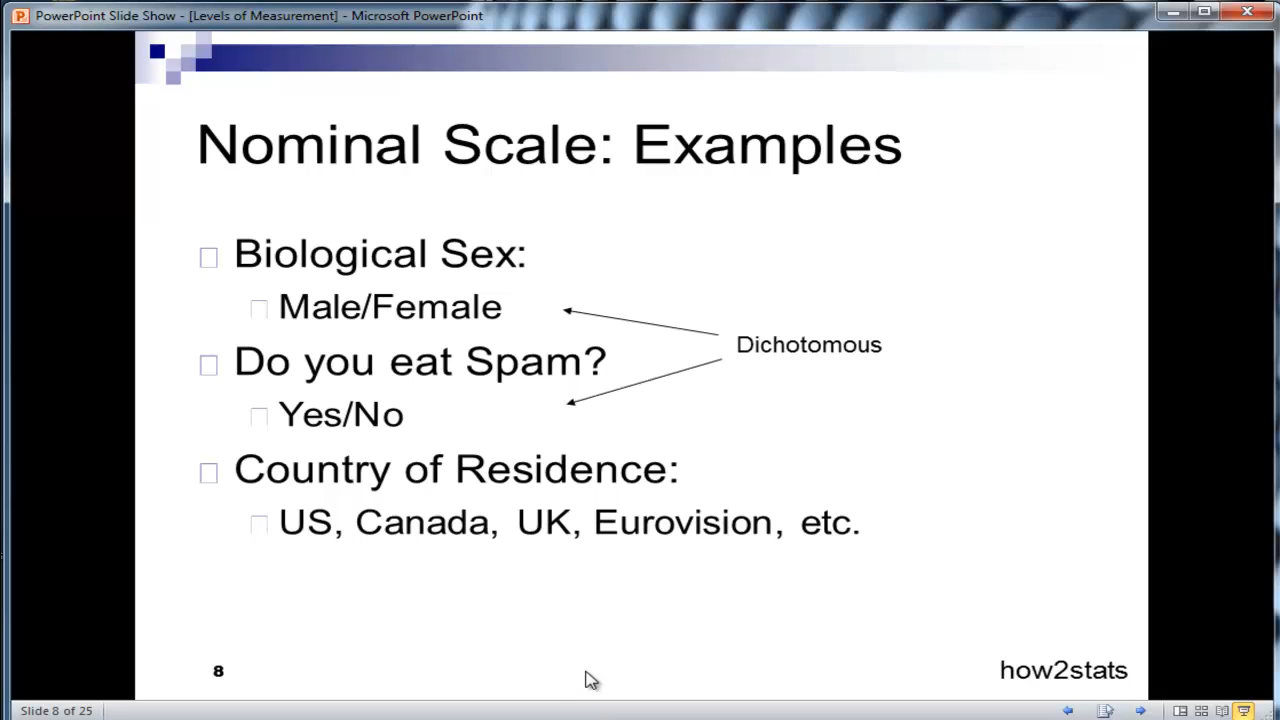 PowerPoint Slide Show - [Levels of Measurement] - Microsoft PowerPoint
Nominal Scale: Examples
Biological Sex:
Male/Female
Dichotomous
Do you eat Spam?
Yes/No
Country of Residence:
US, Canada, UK, Eurovision, etc.
8
how2stats
Slide 8 of 25